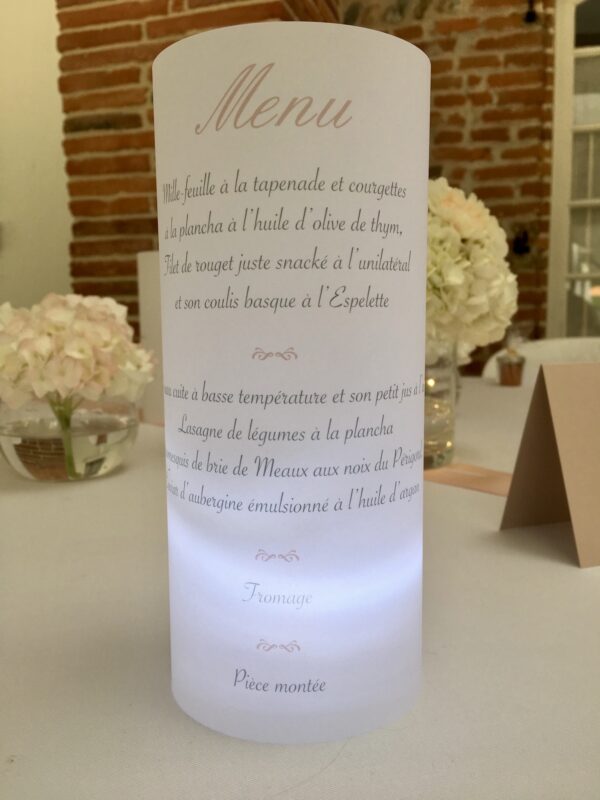 Menu
Mille-feuille à la tapenade et courgettes
à la plancha à l'huile d'olive de thym,
Filet de rouget juste snacké à l'unilatéral
et son coulis basque à l'Espelette
cuite à basse température et son petit jus à
Lasagne de légumes à la plancha
de brie de Meaux aux noix du
d'aubergine émulsionné à l'huile d'argan
Fromage
Pièce montée